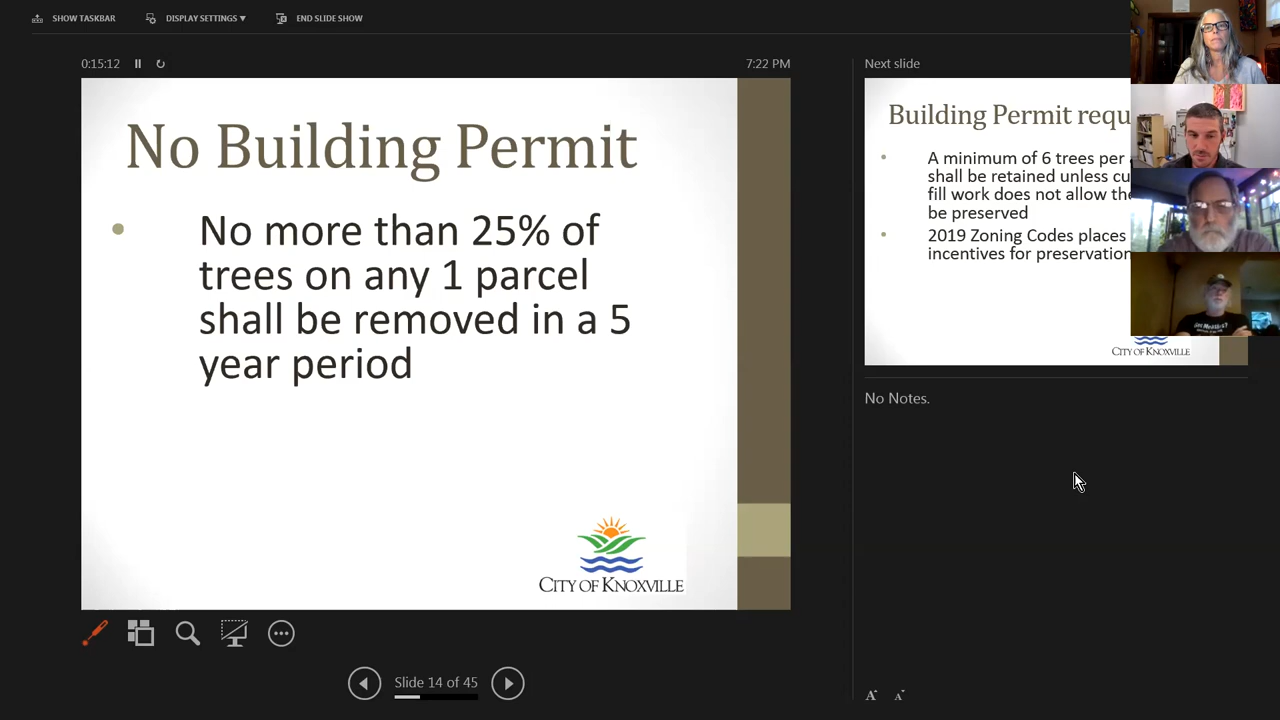 SHOW TASKBAR
DISPLAY SETTINGS ▼
END SLIDE SHOW
0:15:12
7:22 PM
No Building Permit
• No more than 25% of
trees on any 1 parcel
shall be removed in a 5
year period
CITY OF KNOXVILLE
Slide 14 of 45
Next slide
Building Permit requ
• A minimum of 6 trees per
shall be retained unless cu
fill work does not allow the
be preserved
• 2019 Zoning Codes places
incentives for preservation
CITY OF KNOXVILLE
No Notes.
A A